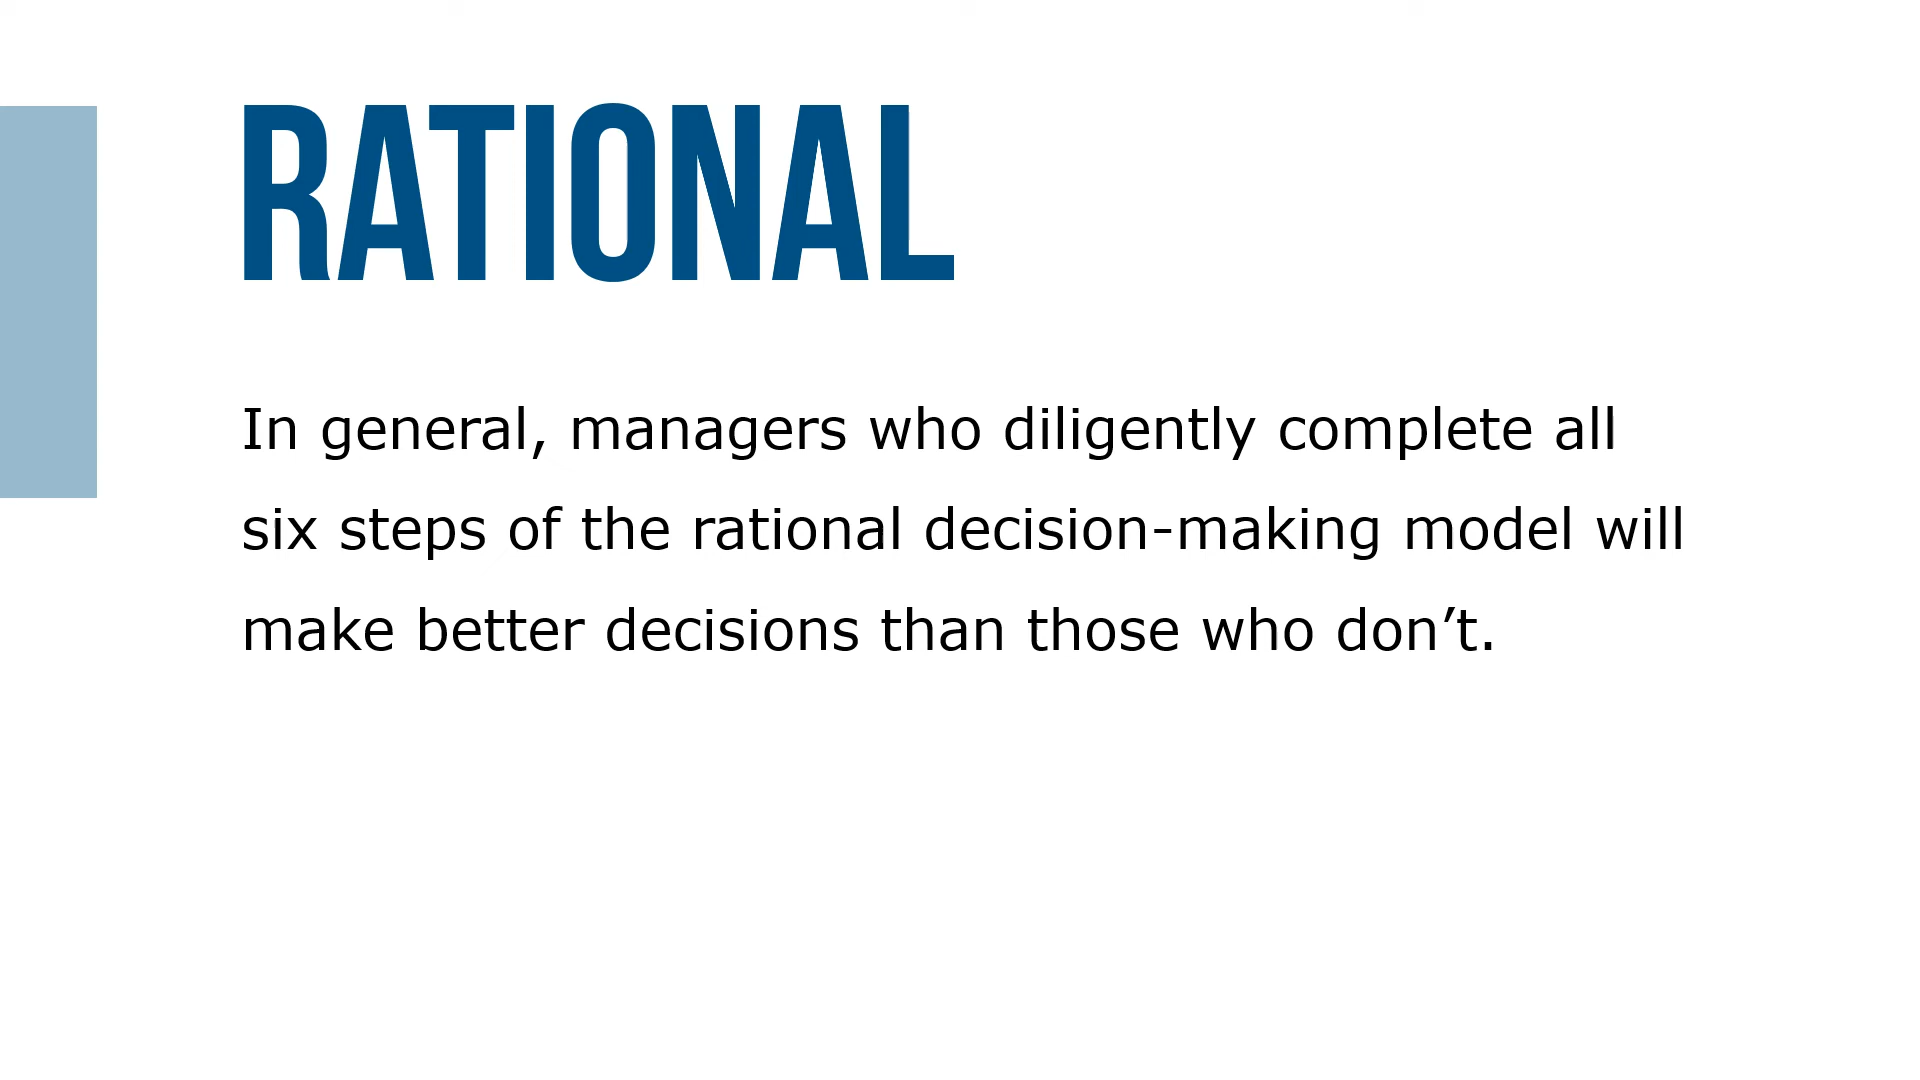 RATIONAL
In general, managers who diligently complete all
six steps of the rational decision-making model will
make better decisions than those who don’t.